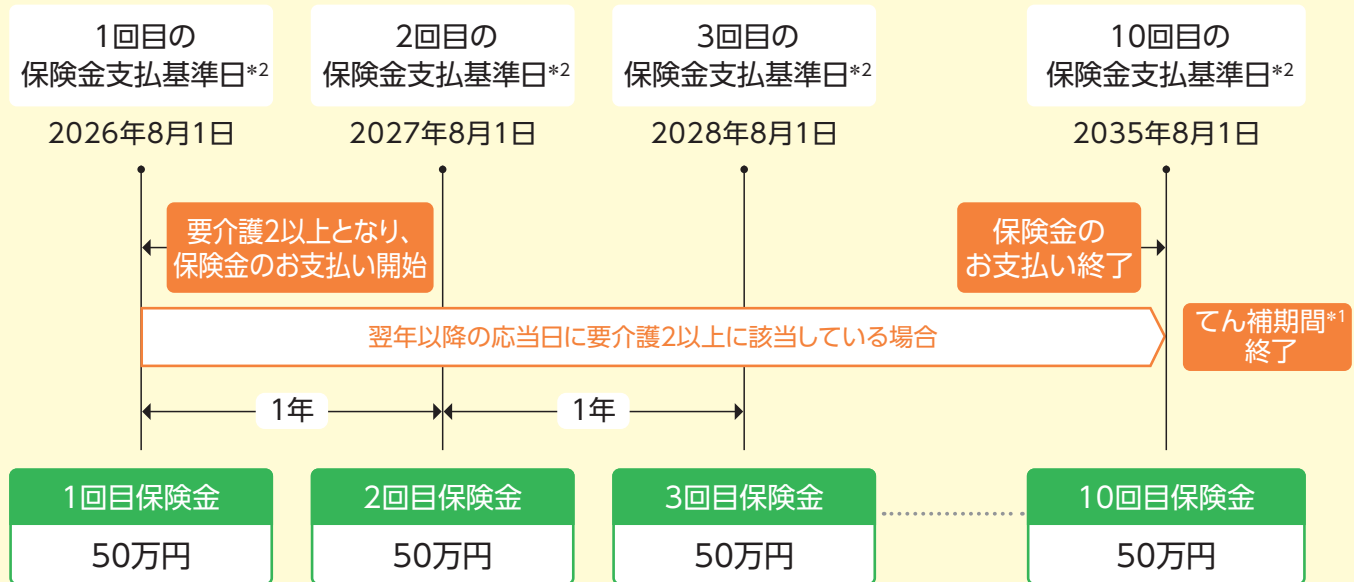 1回目の
保険金支払基準日*2
2026年8月1日
2回目の
保険金支払基準日*2
2027年8月1日
3回目の
保険金支払基準日*2
2028年8月1日
10回目の
保険金支払基準日*2
2035年8月1日
要介護2以上となり、
保険金のお支払い開始
保険金の
お支払い終了
翌年以降の応当日に要介護2以上に該当している場合
てん補期間*1
終了
1年
1年
1回目保険金
50万円
2回目保険金
50万円
3回目保険金
50万円
10回目保険金
50万円